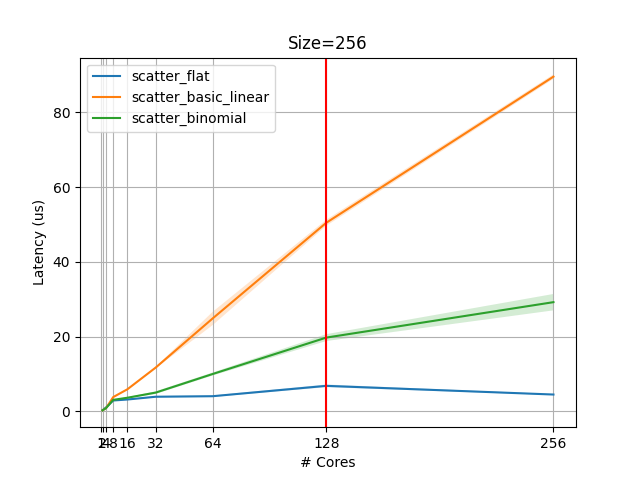 Size=256
scatter_flat
scatter_basic_linear
scatter_binomial
Latency (us)
80
60
40
20
0
1 2 4 8 16 32 64 128 256
# Cores